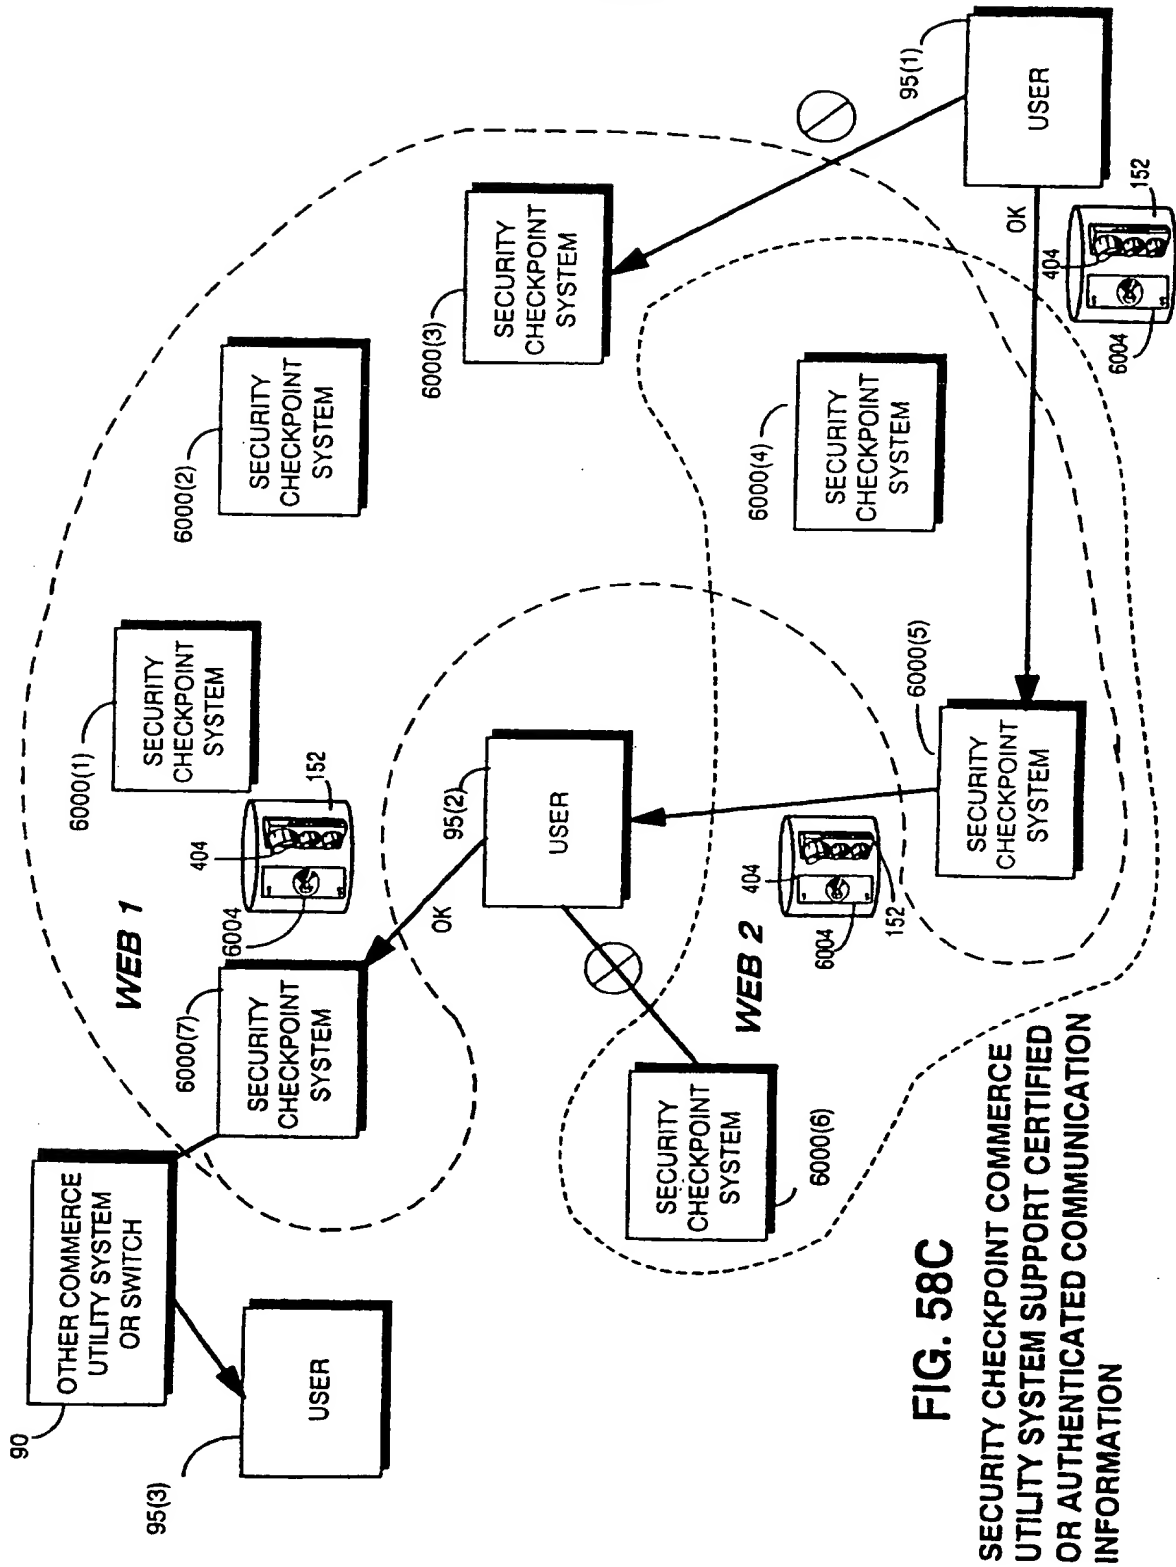 90
OTHER COMMERCE
UTILITY SYSTEM
OR SWITCH
95(3)
USER
WEB 1
6000(7)
SECURITY
CHECKPOINT
SYSTEM
6000(1)
SECURITY
CHECKPOINT
SYSTEM
6000(2)
SECURITY
CHECKPOINT
SYSTEM
6000(3)
SECURITY
CHECKPOINT
SYSTEM
404
152
6004
OK
95(2)
USER
95(1)
USER
OK
404
152
6004
6000(4)
SECURITY
CHECKPOINT
SYSTEM
WEB 2
404
6004
152
6000(5)
SECURITY
CHECKPOINT
SYSTEM
SECURITY
CHECKPOINT
SYSTEM
6000(6)
FIG. 58C
SECURITY CHECKPOINT COMMERCE
UTILITY SYSTEM SUPPORT CERTIFIED
OR AUTHENTICATED COMMUNICATION
INFORMATION